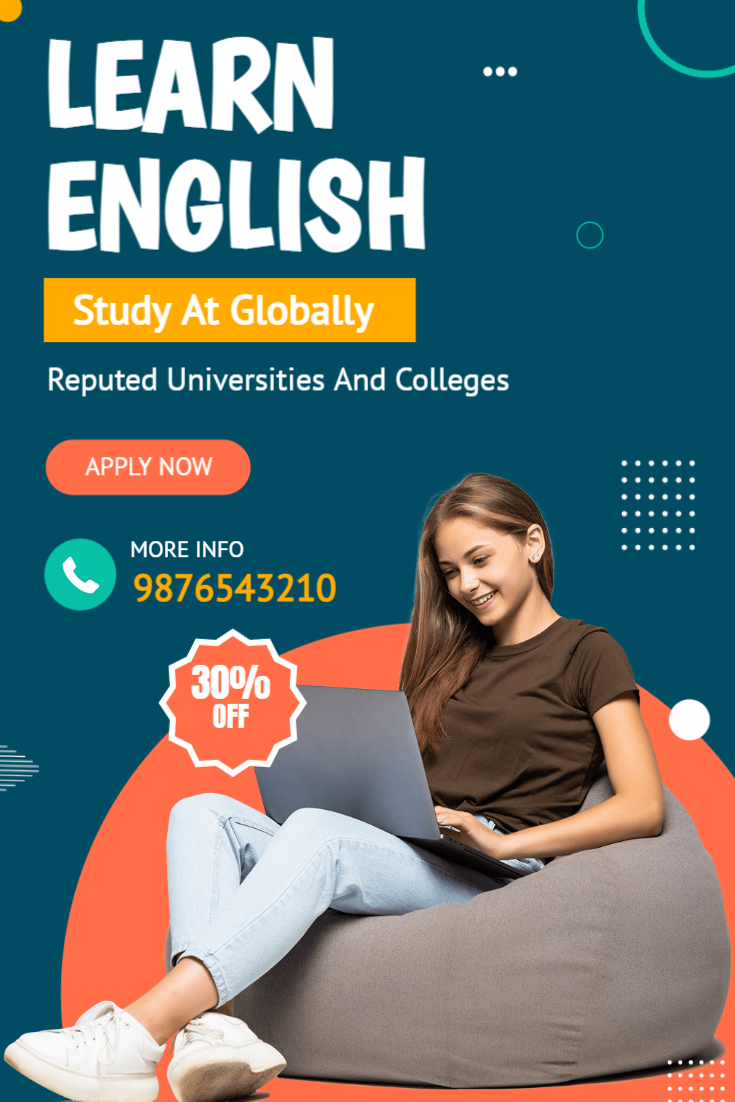 LEARN
ENGLISH
Study At Globally
Reputed Universities And Colleges
APPLY NOW
MORE INFO
9876543210
30%
OFF